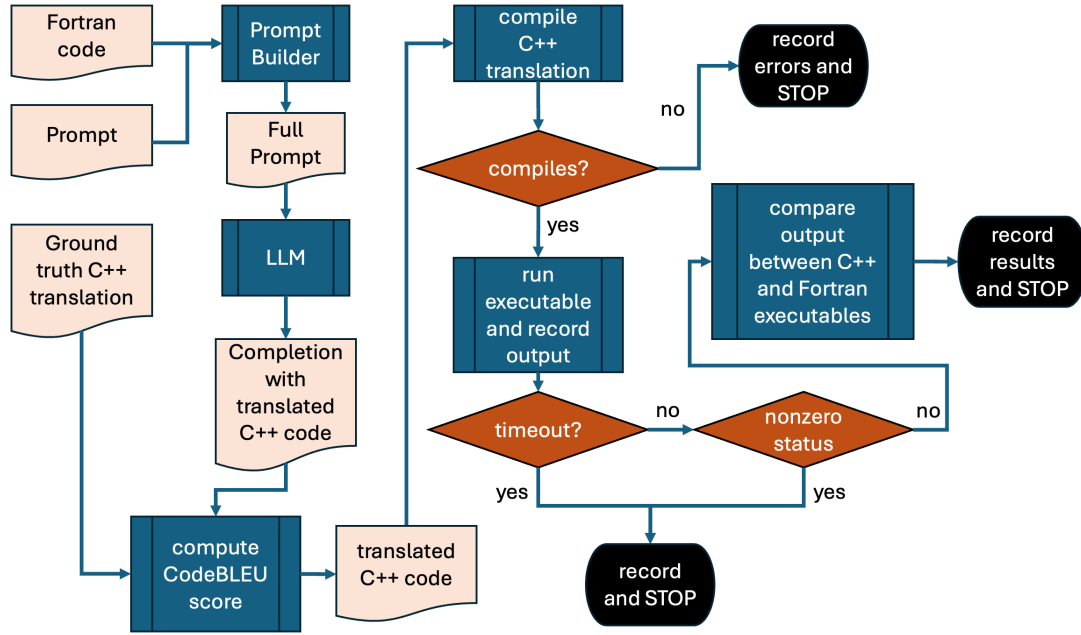 Fortran
code
Prompt
Builder
Prompt
Full
Prompt
LLM
Ground
truth C++
translation
Completion
with
translated
C++ code
compute
CodeBLEU
score
translated
C++ code
compile
C++
translation
compiles?
no
record
errors and
STOP
yes
run
executable
and record
output
timeout?
no
nonzero
status
no
compare
output
between C++
and Fortran
executables
record
results
and STOP
yes
yes
record
and STOP